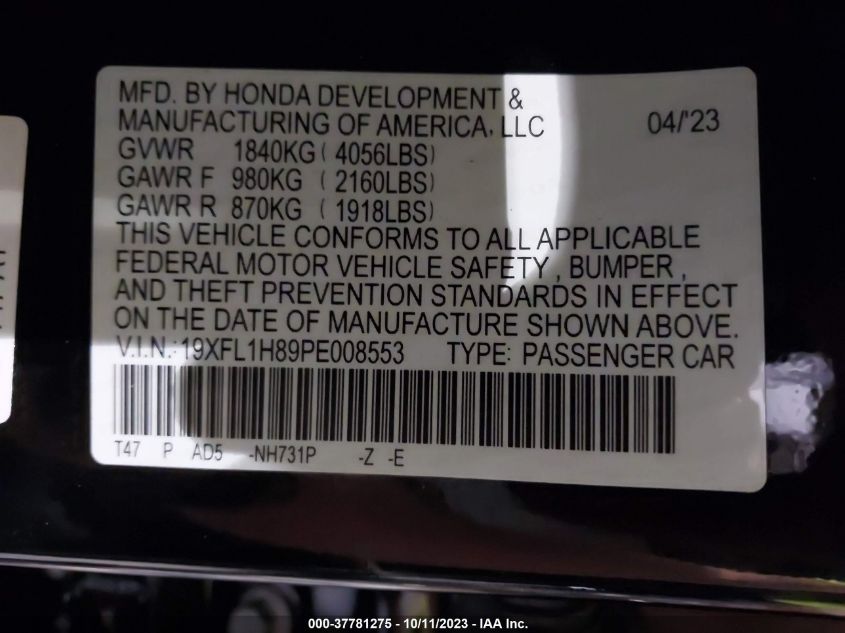 MFD. BY HONDA DEVELOPMENT &
MANUFACTURING OF AMERICA, LLC 04/'23
GVWR 1840KG ( 4056LBS)
GAWR F 980KG ( 2160LBS)
GAWR R 870KG ( 1918LBS)
THIS VEHICLE CONFORMS TO ALL APPLICABLE
FEDERAL MOTOR VEHICLE SAFETY , BUMPER ,
AND THEFT PREVENTION STANDARDS IN EFFECT
ON THE DATE OF MANUFACTURE SHOWN ABOVE.
V.I.N.: 19XFL1H89PE008553 TYPE: PASSENGER CAR
T47 P AD5 -NH731P -Z -E
000-37781275 - 10/11/2023 - IAA Inc.